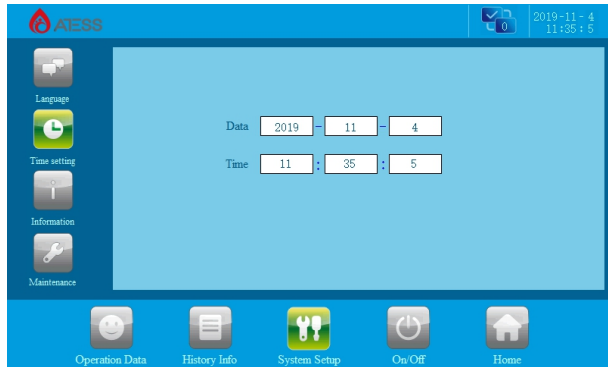 ATESS
0
2019-11- 4
11:35: 5
Language
Time setting
Information
Maintenance
Data 2019 - 11 - 4
Time 11 : 35 : 5
Operation Data History Info System Setup On/Off Home